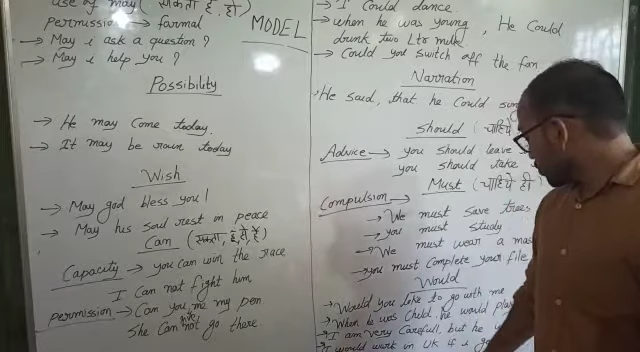 use of may (सकता है, हो)
permission → formal
MODEL
→ May i ask a question?
→ May i help you?
Possibility
→ He may come today.
→ It may be rain today
Wish
→ May god bless you!
→ May his soul rest in peace
Can (सकता, है, हो, हैं)
Capacity → you can win the race
I can not fight him
permission → Can you me my pen
She can not go there.
→ I could dance.
→ when he was young, He could
drink two Ltr milk.
→ Could you switch off the fan
Narration
He said, that he could
Should (चाहिये
Advice → you should leave
you should take
Must (चाहिये ही)
Compulsion → We must save trees
→ you must study
→ We must wear a mas
→ you must complete your file
Would
→ Would you like to go with me
→ When he was child, he would play
→ I am very careful, but he
→ I would work in UK if i